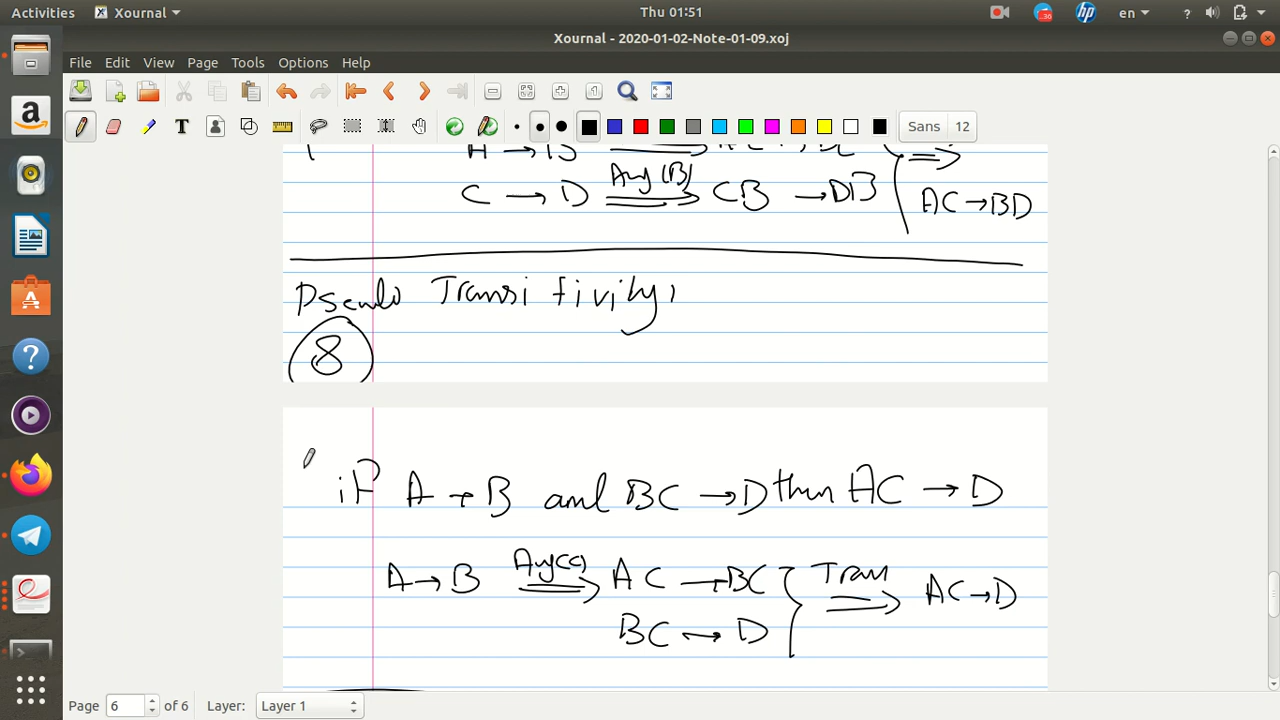 Activities Xournal Thu 01:51 36 en ?
Xournal - 2020-01-02-Note-01-09.xoj
File Edit View Page Tools Options Help
T Sans 12
A → B
C → D Aug(B) CB → DB
AC → BD
Pseudo Transitivity,
8
if A → B and BC → D then AC → D
A → B Aug(C) AC → BC Tran AC → D
BC → D
Page 6 of 6 Layer: Layer 1